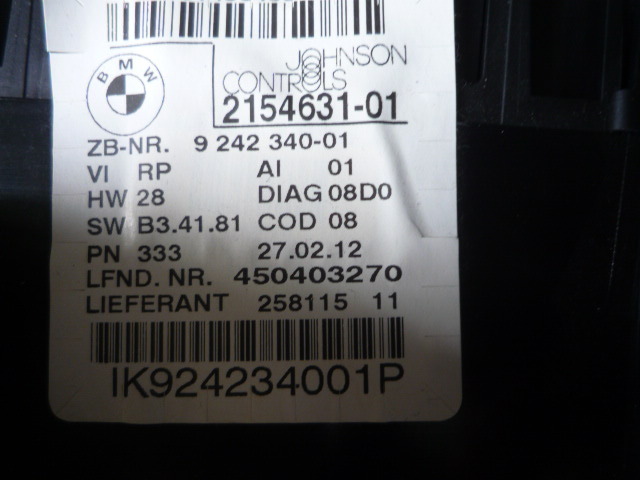 BMW
JOHNSON
CONTROLS
2154631-01
ZB-NR. 9 242 340-01
VI RP AI 01
HW 28 DIAG 08D0
SW B3.41.81 COD 08
PN 333 27.02.12
LFND. NR. 450403270
LIEFERANT 258115 11
IK924234001P